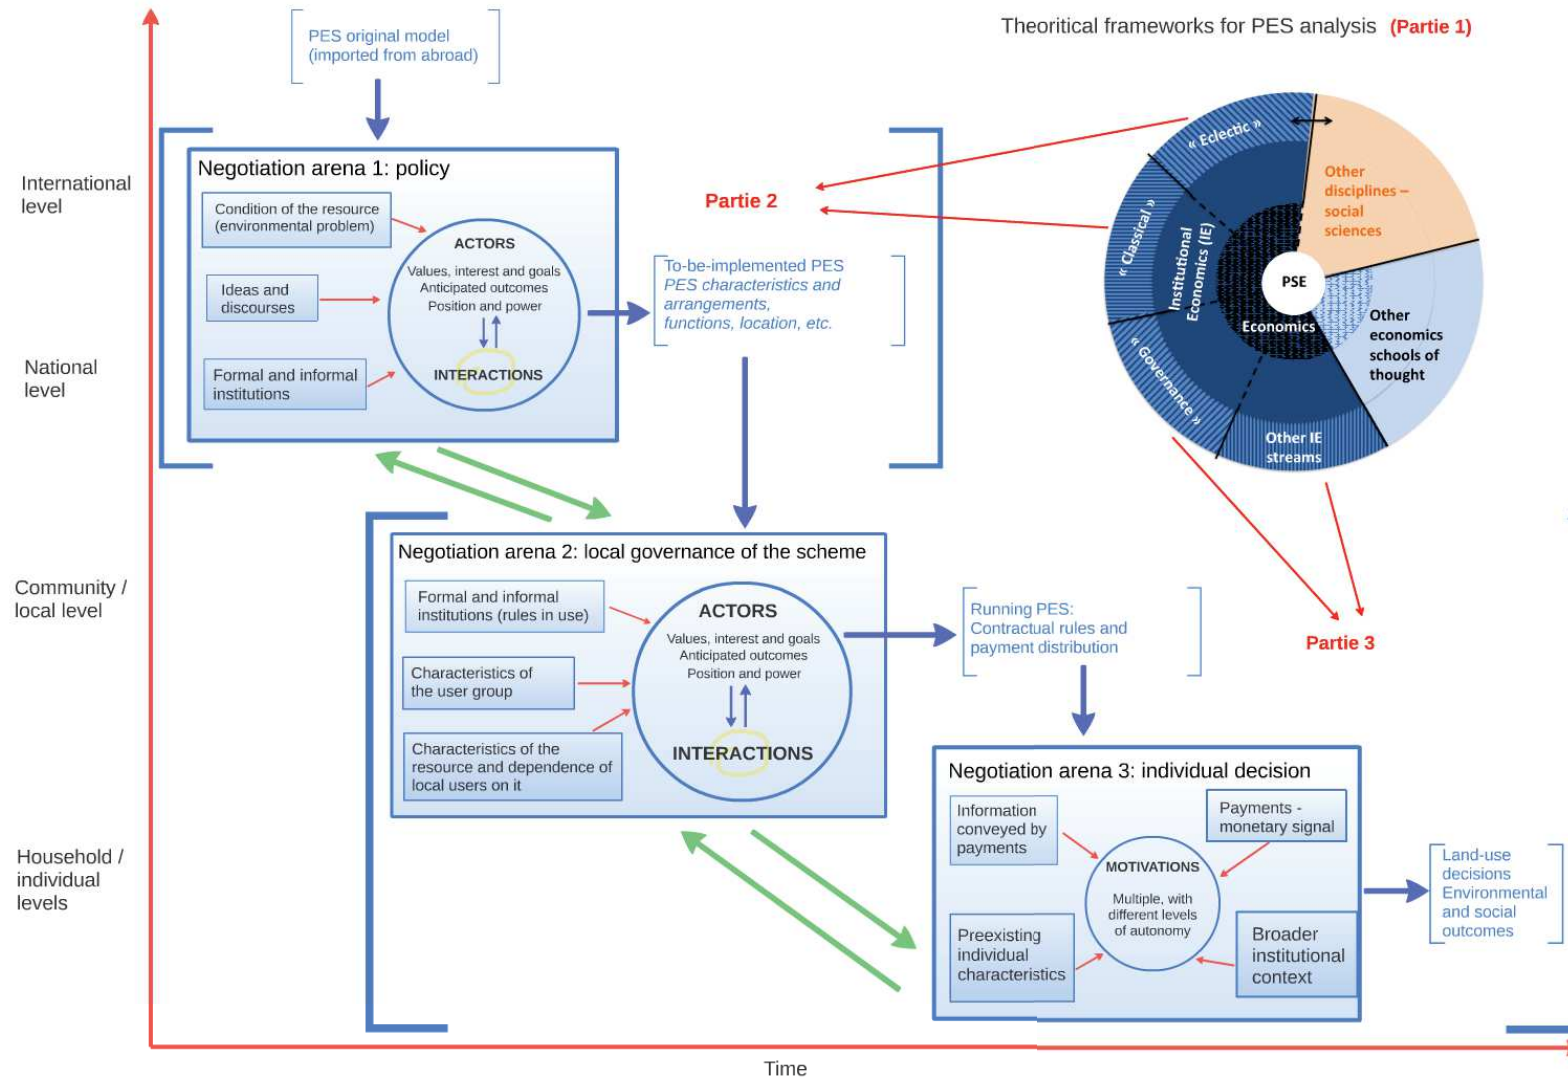 PES original model
(imported from abroad)
Theoritical frameworks for PES analysis (Partie 1)
International
level
National
level
Community /
local level
Household /
individual
levels
Negotiation arena 1: policy
Condition of the resource
(environmental problem)
Ideas and
discourses
Formal and informal
institutions
ACTORS
Values, interest and goals
Anticipated outcomes
Position and power
INTERACTIONS
Partie 2
To-be-implemented PES
PES characteristics and
arrangements,
functions, location, etc.
« Eclectic »
« Classical »
« Governance »
Institutional
Economics (IE)
Economics
PSE
Other
disciplines –
social
sciences
Other
economics
schools of
thought
Other IE
streams
Partie 3
Negotiation arena 2: local governance of the scheme
Formal and informal
institutions (rules in use)
Characteristics of
the user group
Characteristics of the
resource and dependence of
local users on it
ACTORS
Values, interest and goals
Anticipated outcomes
Position and power
INTERACTIONS
Running PES:
Contractual rules and
payment distribution
Negotiation arena 3: individual decision
Information
conveyed by
payments
Payments -
monetary signal
MOTIVATIONS
Multiple, with
different levels
of autonomy
Preexisting
individual
characteristics
Broader
institutional
context
Land-use
decisions
Environmental
and social
outcomes
Time